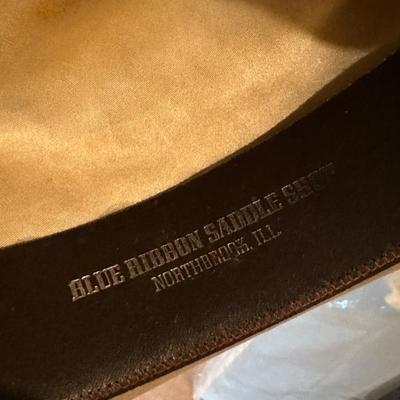 BLUE RIBBON SADDLE SHOP
NORTHBROOK, ILL.